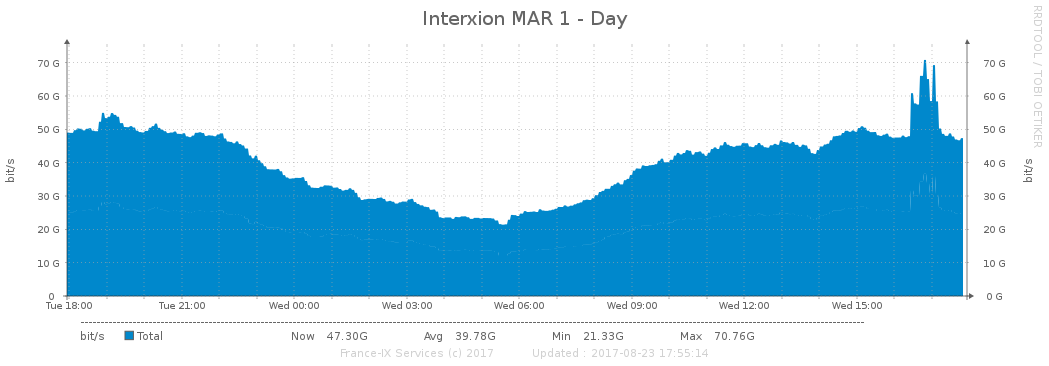 Interxion MAR 1 - Day
RRDTOOL / TOBI OETIKER
bit/s
70 G 70 G
60 G 60 G
50 G 50 G
40 G 40 G
30 G 30 G
20 G 20 G
10 G 10 G
0 0 G
bit/s
Tue 18:00 Tue 21:00 Wed 00:00 Wed 03:00 Wed 06:00 Wed 09:00 Wed 12:00 Wed 15:00
bit/s Total Now 47.30G Avg 39.78G Min 21.33G Max 70.76G
France-IX Services (c) 2017 Updated : 2017-08-23 17:55:14